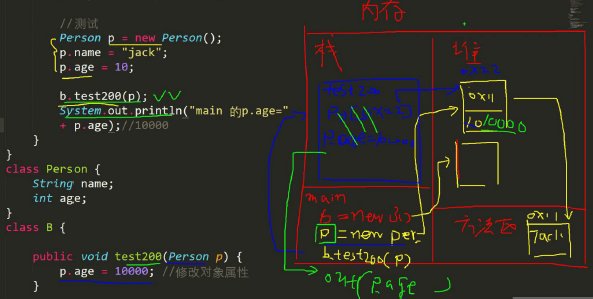 //测试
Person p = new Person();
p.name = "jack";
p.age = 10;
b.test200(p);
System.out.println("main 的p.age="
+ p.age);//10000
}
}
class Person {
String name;
int age;
}
class B {
public void test200(Person p) {
p.age = 10000; //修改对象属性
}
内存
栈
堆
test200
0x11
10
10000
main
b = new B()
p = new per
b.test200(p)
out(p.age)
方法区
0x11
jack